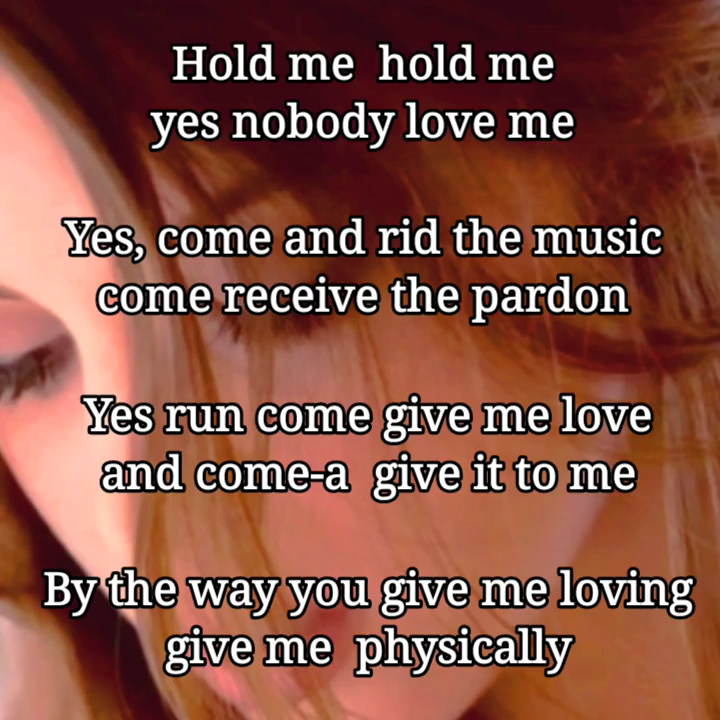 Hold me hold me
yes nobody love me
Yes, come and rid the music
come receive the pardon
Yes run come give me love
and come-a give it to me
By the way you give me loving
give me physically